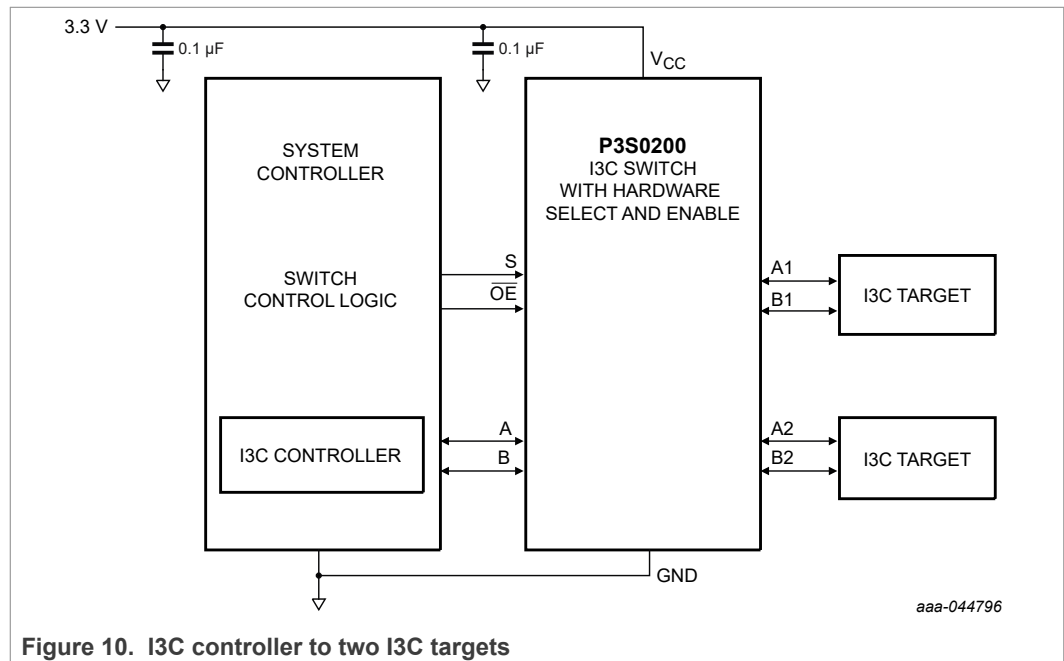 3.3 V
0.1 µF
0.1 µF
VCC
SYSTEM
CONTROLLER
P3S0200
I3C SWITCH
WITH HARDWARE
SELECT AND ENABLE
SWITCH
CONTROL LOGIC
S
O̅E̅
A1
B1
I3C TARGET
I3C CONTROLLER
A
B
A2
B2
I3C TARGET
GND
aaa-044796
Figure 10. I3C controller to two I3C targets